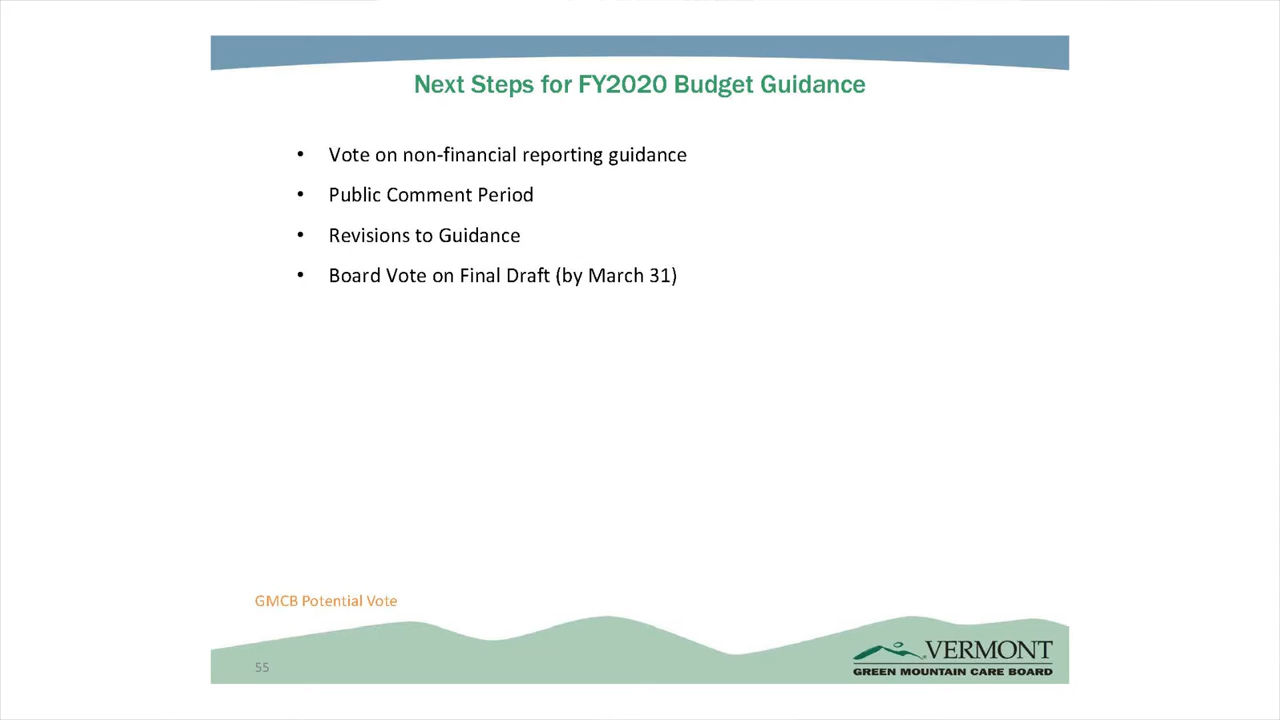 Next Steps for FY2020 Budget Guidance
• Vote on non-financial reporting guidance
• Public Comment Period
• Revisions to Guidance
• Board Vote on Final Draft (by March 31)
GMCB Potential Vote
55
VERMONT
GREEN MOUNTAIN CARE BOARD